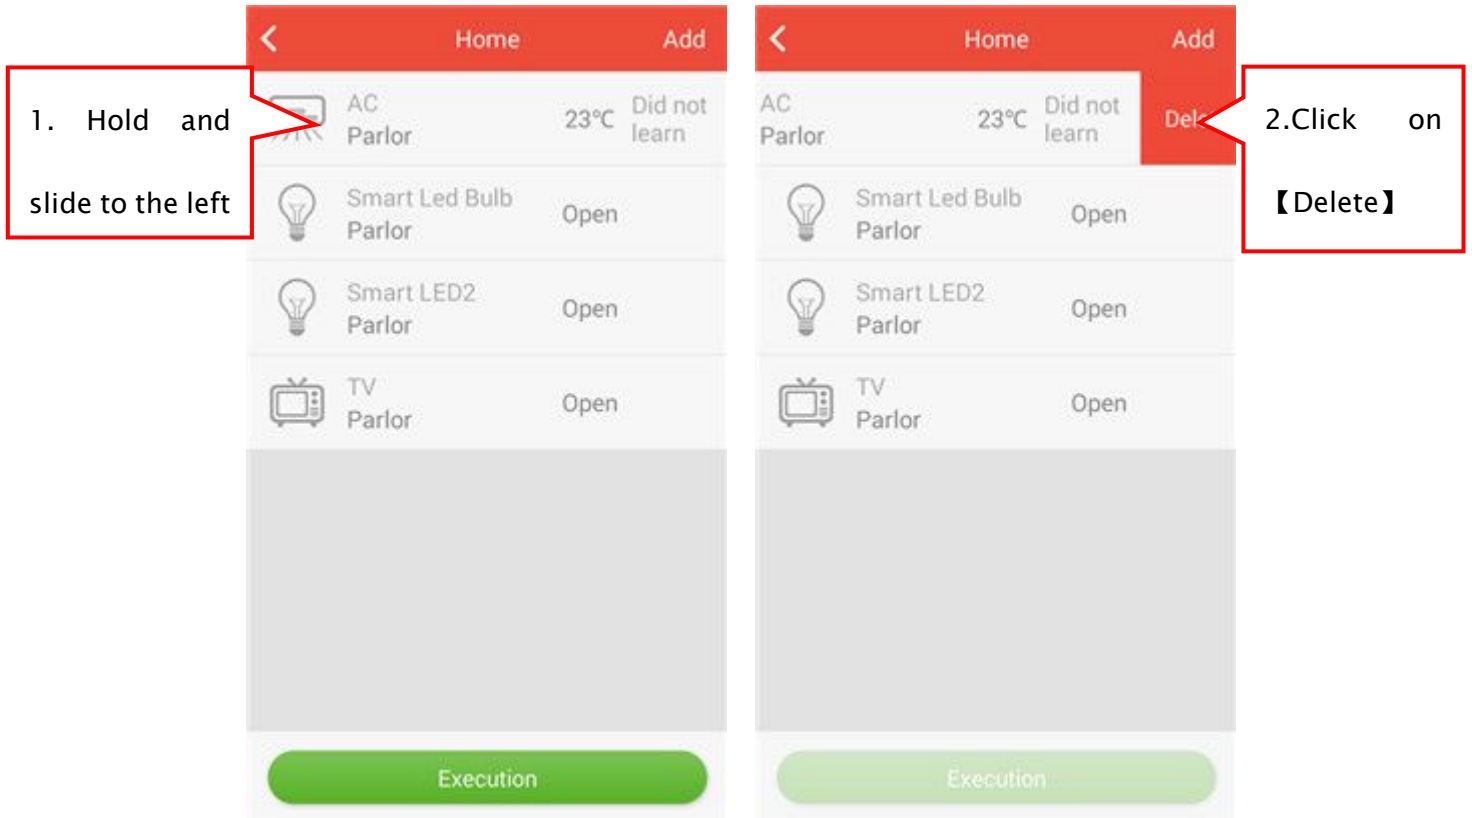 1. Hold and
slide to the left
Home Add
AC
Parlor
23℃
Did not
learn
Smart Led Bulb
Parlor
Open
Smart LED2
Parlor
Open
TV
Parlor
Open
Execution
Home Add
AC
Parlor
23℃
Did not
learn
Smart Led Bulb
Parlor
Open
Smart LED2
Parlor
Open
TV
Parlor
Open
Execution
2.Click on
【Delete】